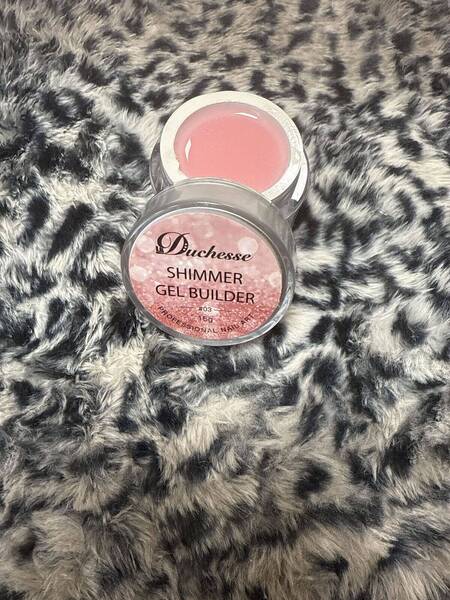 Duchesse
SHIMMER
GEL BUILDER
#03
15g
PROFESSIONAL NAIL ART